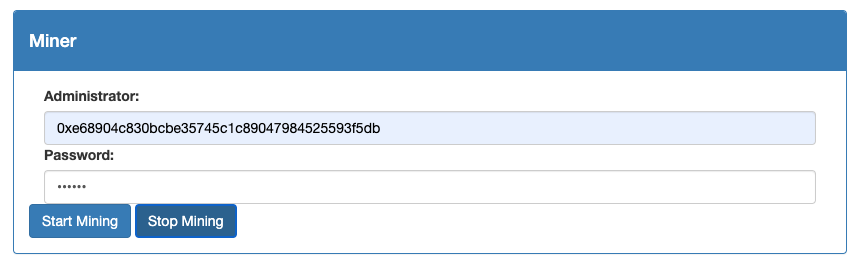 Miner
Administrator:
0xe68904c830bcbe35745c1c89047984525593f5db
Password:
••••••
Start Mining Stop Mining